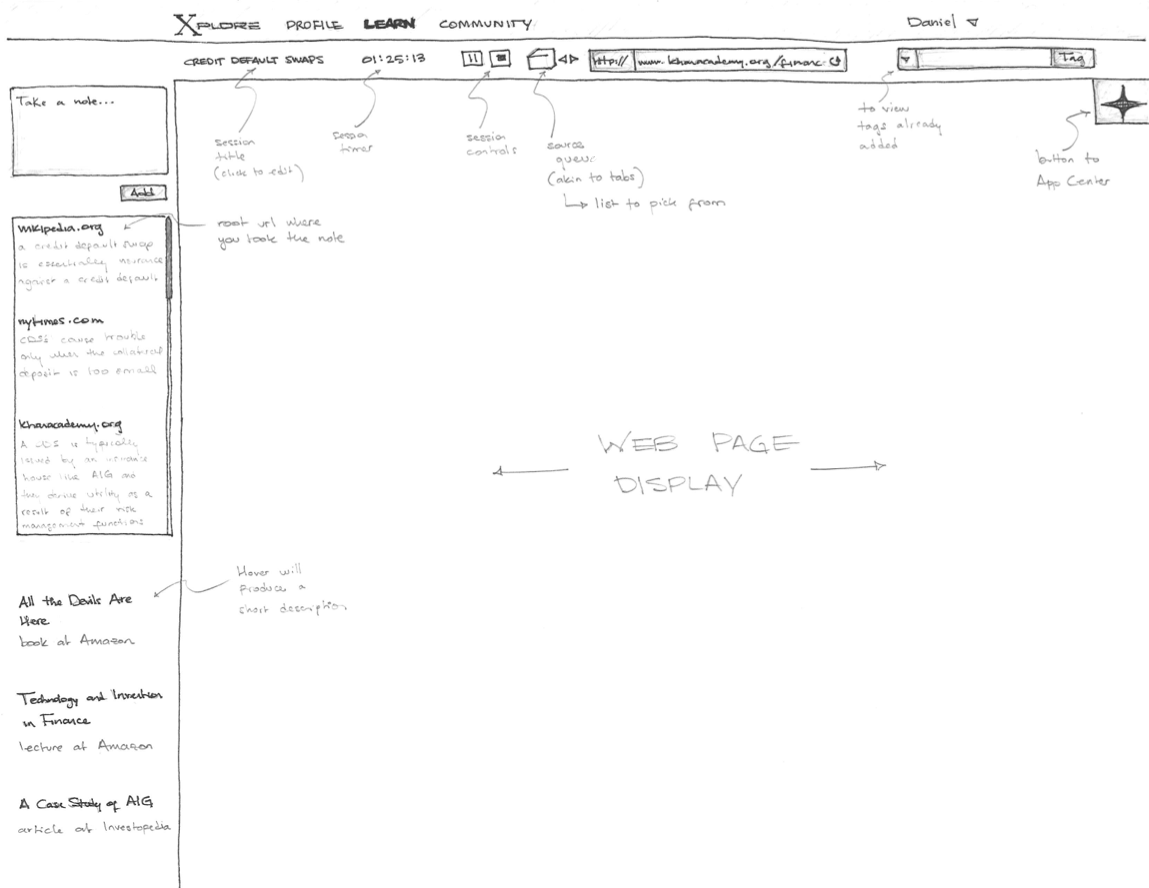 XPLORE PROFILE LEARN COMMUNITY
Daniel
CREDIT DEFAULT SWAPS 01:25:13
http:// www.khanacademy.org/financ
Tag
Take a note...
Add
session
title
(click to edit)
session
timer
session
controls
source
queue
(akin to tabs)
list to pick from
to view
tags already
added
button to
App Center
root url where
you took the note
wikipedia.org
a credit default swap
is essentially insurance
against a credit default
nytimes.com
CDSs cause trouble
only when the collateral
deposit is too small
khanacademy.org
A CDS is typically
issued by an insurance
house like AIG and
they derive utility as a
result of their risk
management functions
WEB PAGE
DISPLAY
Hover will
produce a
short description
All the Devils Are
Here
book at Amazon
Technology and Invention
in Finance
lecture at Amazon
A Case Study of AIG
article at Investopedia